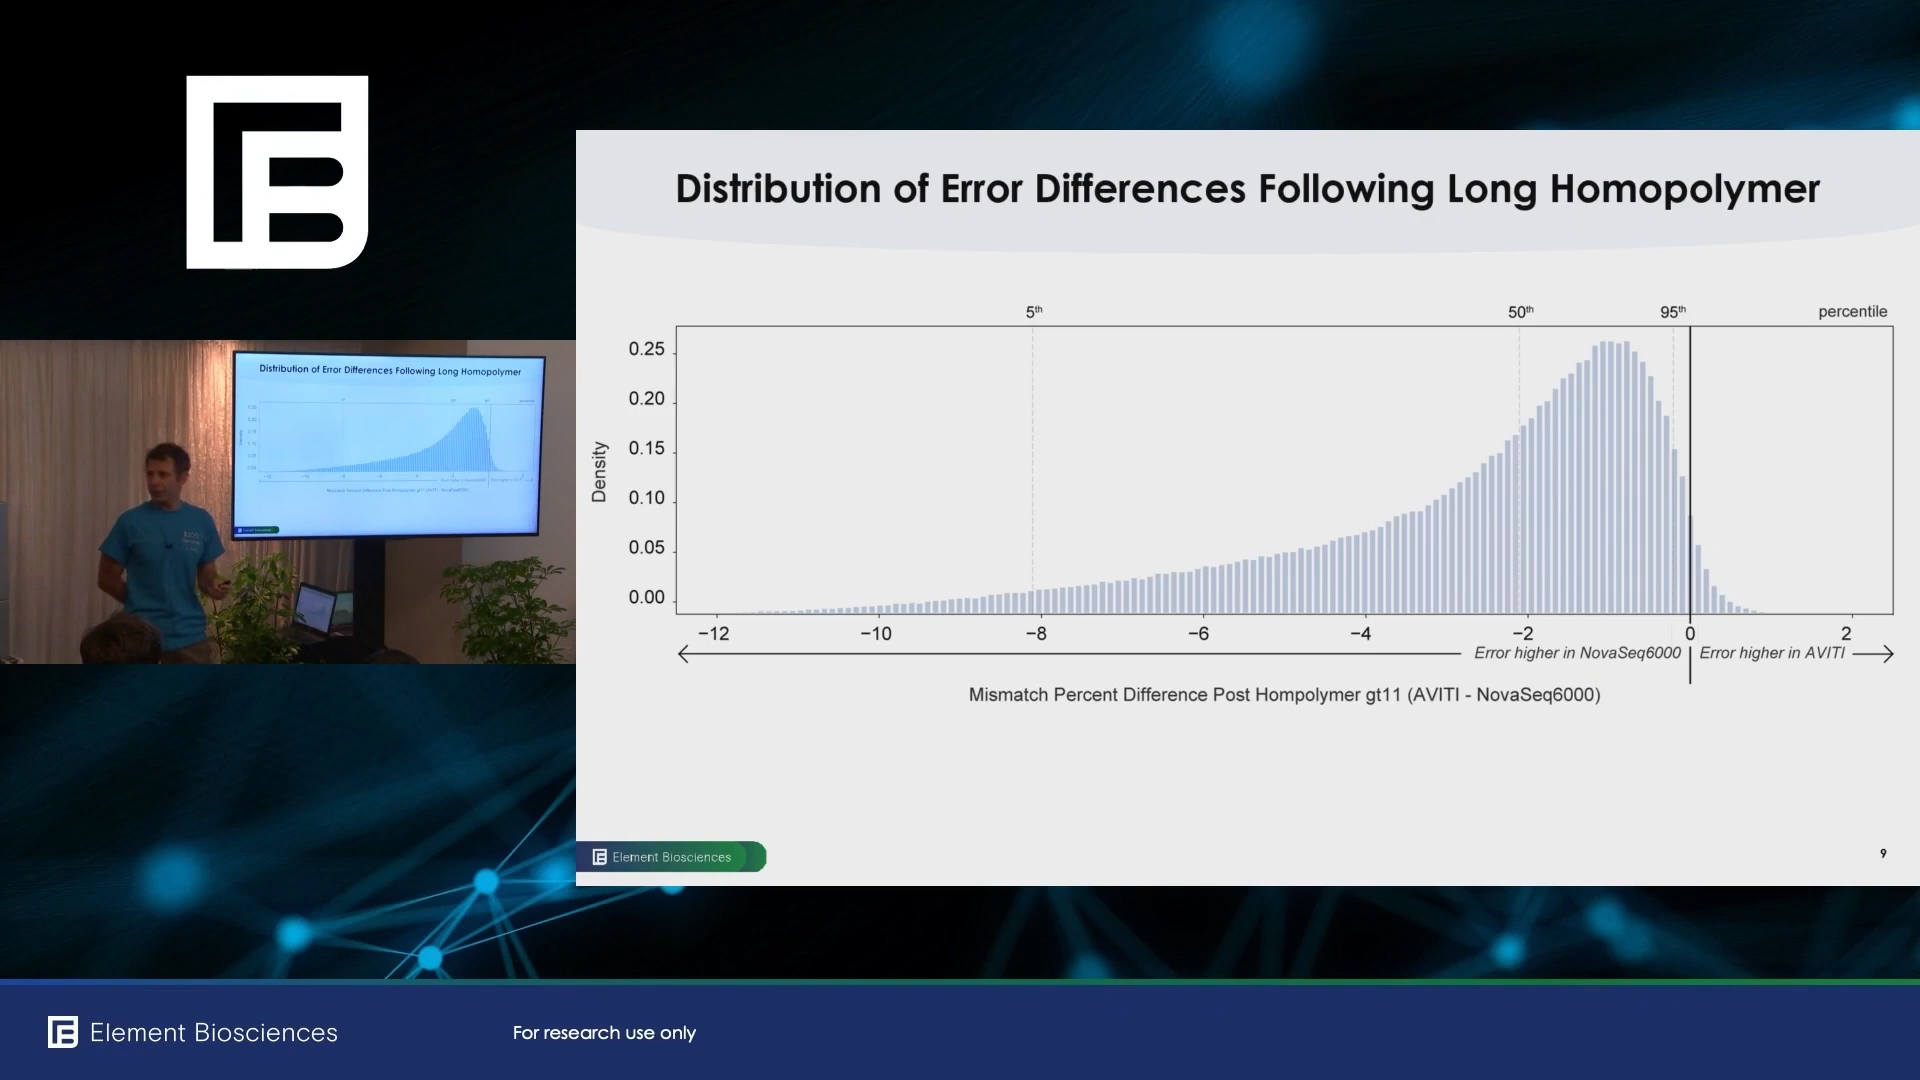 Distribution of Error Differences Following Long Homopolymer
5th 50th 95th percentile
0.25
0.20
0.15
0.10
0.05
0.00
Density
−12 −10 −8 −6 −4 −2 0 2
Error higher in NovaSeq6000 Error higher in AVITI
Mismatch Percent Difference Post Hompolymer gt11 (AVITI - NovaSeq6000)
Element Biosciences
9
Distribution of Error Differences Following Long Homopolymer
Element Biosciences
For research use only